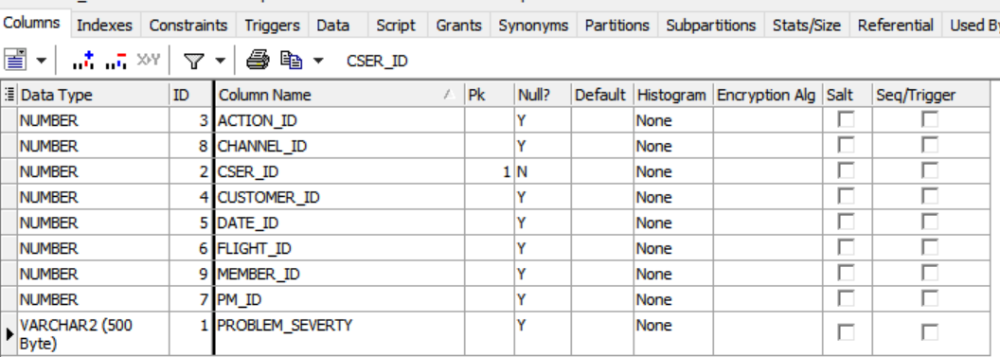 Columns Indexes Constraints Triggers Data Script Grants Synonyms Partitions Subpartitions Stats/Size Referential Used By
X+Y CSER_ID
Data Type ID Column Name Pk Null? Default Histogram Encryption Alg Salt Seq/Trigger
NUMBER 3 ACTION_ID Y None
NUMBER 8 CHANNEL_ID Y None
NUMBER 2 CSER_ID 1 N None
NUMBER 4 CUSTOMER_ID Y None
NUMBER 5 DATE_ID Y None
NUMBER 6 FLIGHT_ID Y None
NUMBER 9 MEMBER_ID Y None
NUMBER 7 PM_ID Y None
VARCHAR2 (500 1 PROBLEM_SEVERTY Y None
Byte)